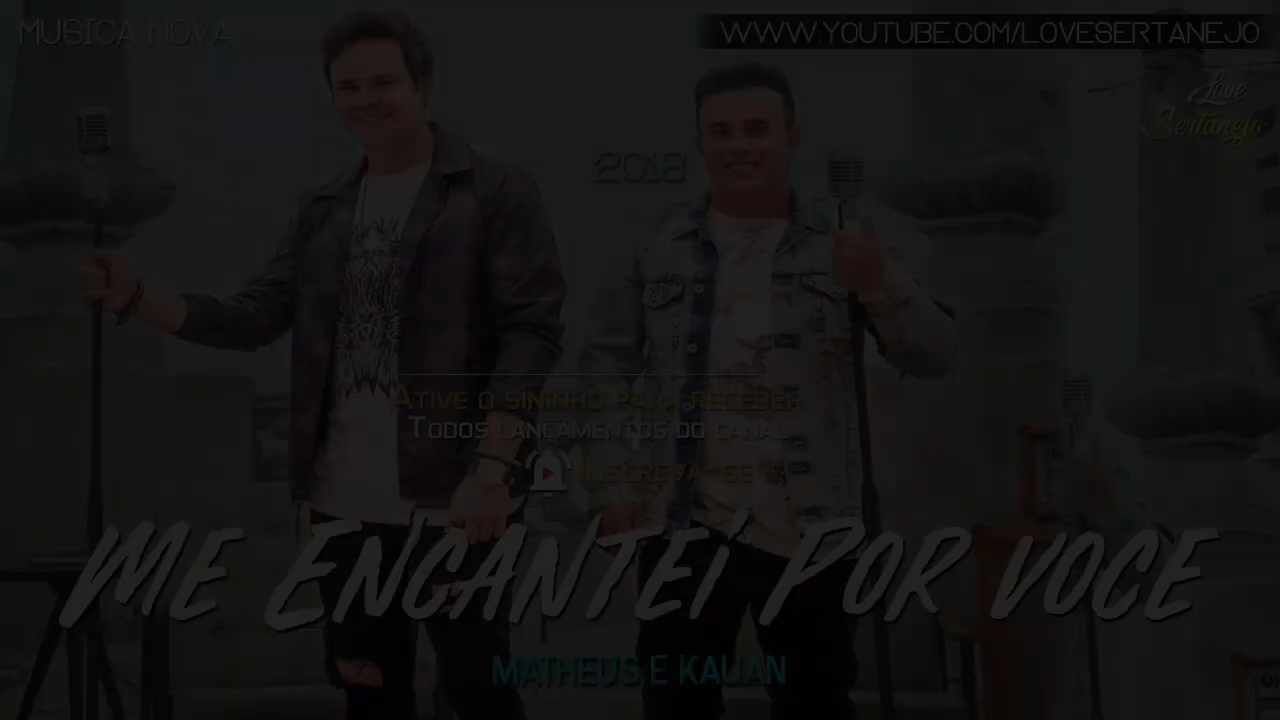 MUSICA NOVA
WWW.YOUTUBE.COM/LOVESERTANEJO
Love
Sertanejo
2018
ATIVE O SININHO PARA RECEBER
TODOS LANCAMENTOS DO CANAL
INSCREVA-SE
ME ENCANTEI POR VOCE
MATHEUS E KAUAN